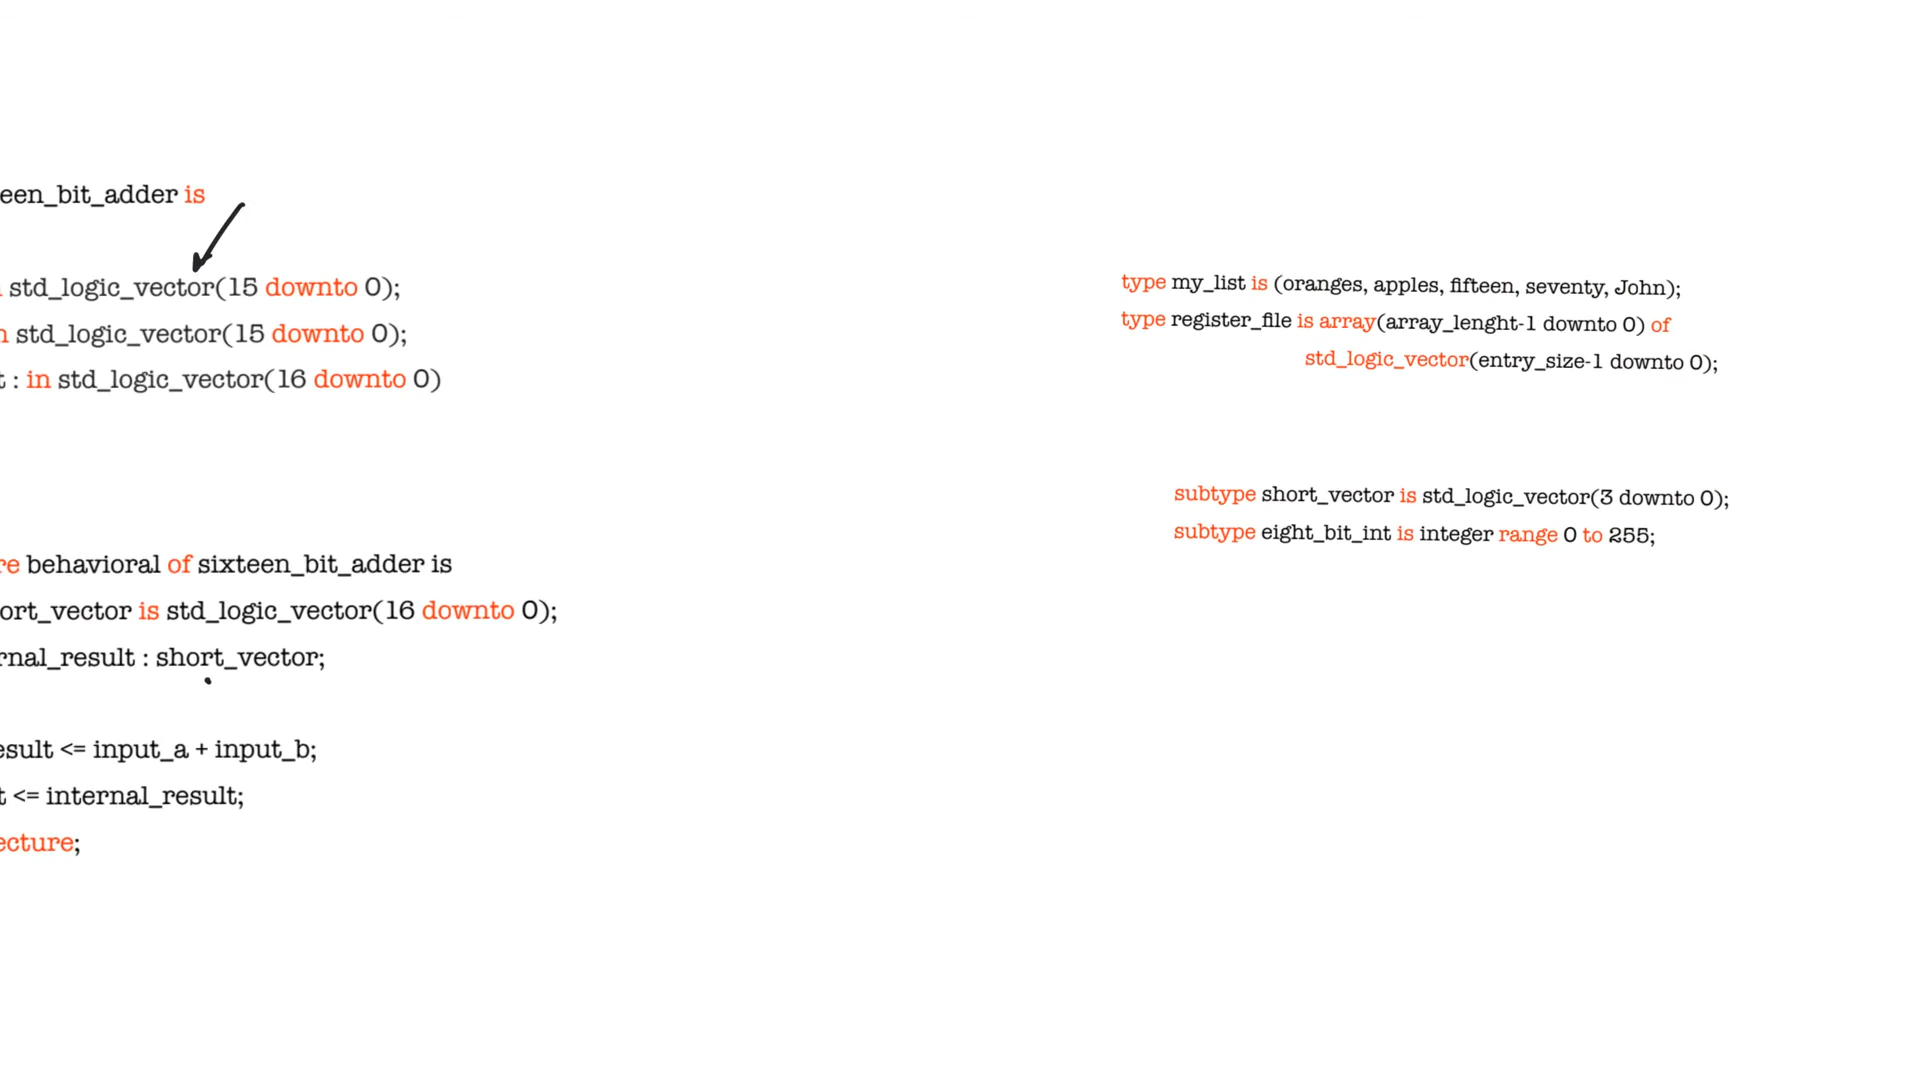 een_bit_adder is
std_logic_vector(15 downto 0);
n std_logic_vector(15 downto 0);
t : in std_logic_vector(16 downto 0)
re behavioral of sixteen_bit_adder is
ort_vector is std_logic_vector(16 downto 0);
rnal_result : short_vector;
esult <= input_a + input_b;
t <= internal_result;
ecture;
type my_list is (oranges, apples, fifteen, seventy, John);
type register_file is array(array_lenght-1 downto 0) of
std_logic_vector(entry_size-1 downto 0);
subtype short_vector is std_logic_vector(3 downto 0);
subtype eight_bit_int is integer range 0 to 255;